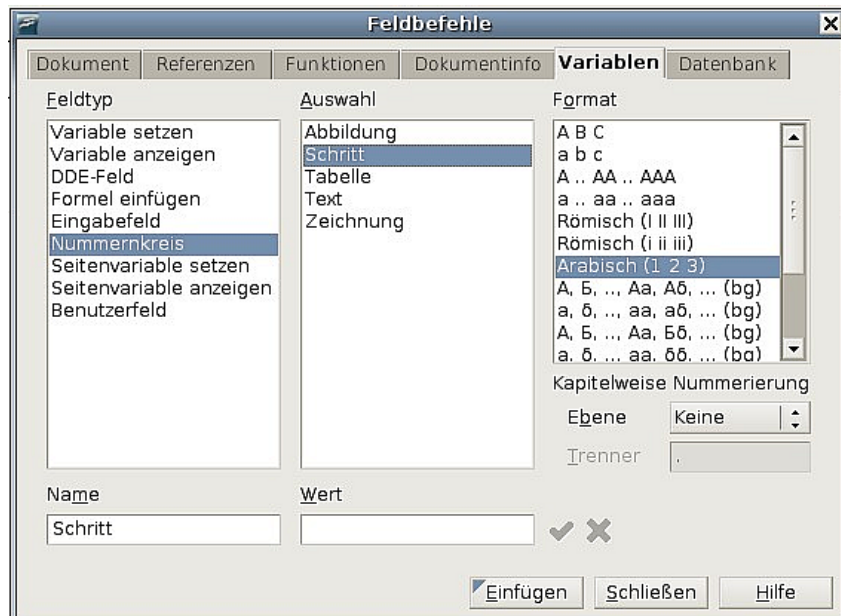 Feldbefehle
Dokument Referenzen Funktionen Dokumentinfo Variablen Datenbank
Feldtyp
Variable setzen
Variable anzeigen
DDE-Feld
Formel einfügen
Eingabefeld
Nummernkreis
Seitenvariable setzen
Seitenvariable anzeigen
Benutzerfeld
Auswahl
Abbildung
Schritt
Tabelle
Text
Zeichnung
Format
A B C
a b c
A .. AA .. AAA
a .. aa .. aaa
Römisch (I II III)
Römisch (i ii iii)
Arabisch (1 2 3)
А, Б, .., Аа, Аб, ... (bg)
а, б, .., аа, аб, ... (bg)
А, Б, .., Аа, Бб, ... (bg)
а, б, .., аа, бб, ... (bg)
Kapitelweise Nummerierung
Ebene Keine
Trenner .
Name
Schritt
Wert
Einfügen Schließen Hilfe